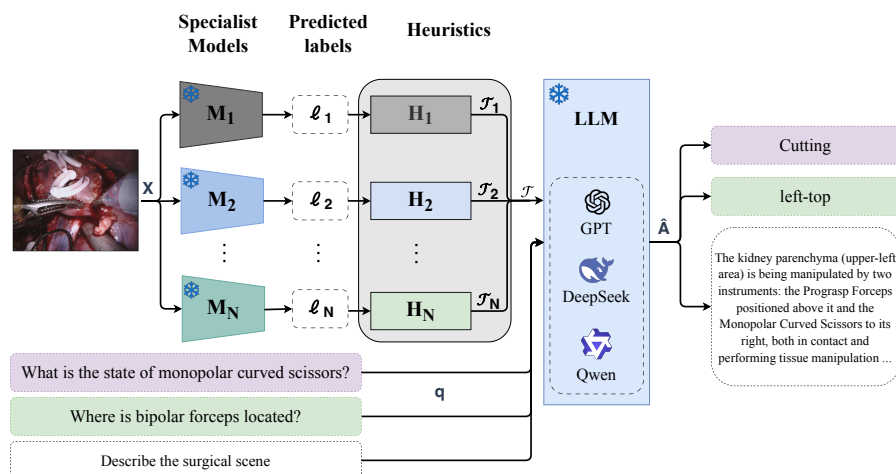 Specialist
Models
Predicted
labels
Heuristics
X
M1
ℓ1
H1
𝒯1
M2
ℓ2
H2
𝒯2
𝒯
⋮
⋮
⋮
MN
ℓN
HN
𝒯N
LLM
GPT
DeepSeek
Qwen
Â
Cutting
left-top
The kidney parenchyma (upper-left
area) is being manipulated by two
instruments: the Prograsp Forceps
positioned above it and the
Monopolar Curved Scissors to its
right, both in contact and
performing tissue manipulation ...
What is the state of monopolar curved scissors?
q
Where is bipolar forceps located?
Describe the surgical scene